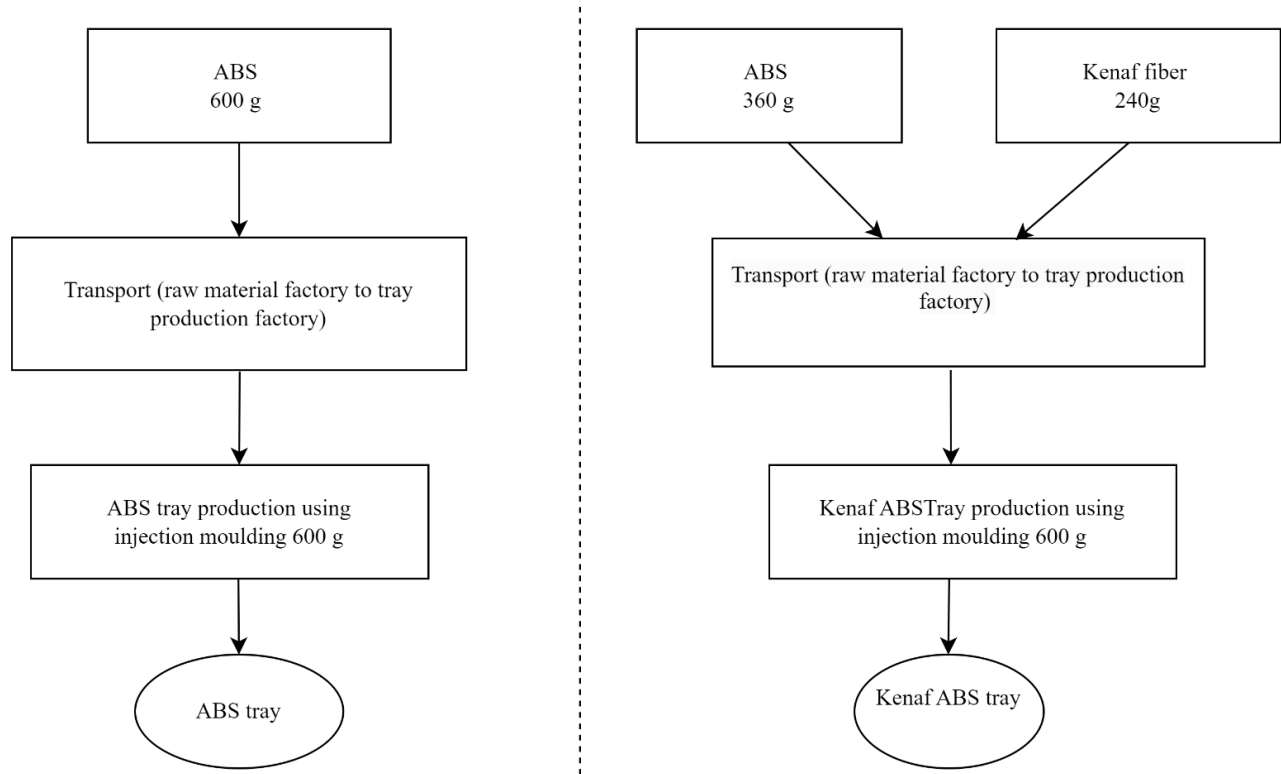 ABS
600 g
Transport (raw material factory to tray
production factory)
ABS tray production using
injection moulding 600 g
ABS tray
ABS
360 g
Kenaf fiber
240g
Transport (raw material factory to tray production
factory)
Kenaf ABSTray production using
injection moulding 600 g
Kenaf ABS tray